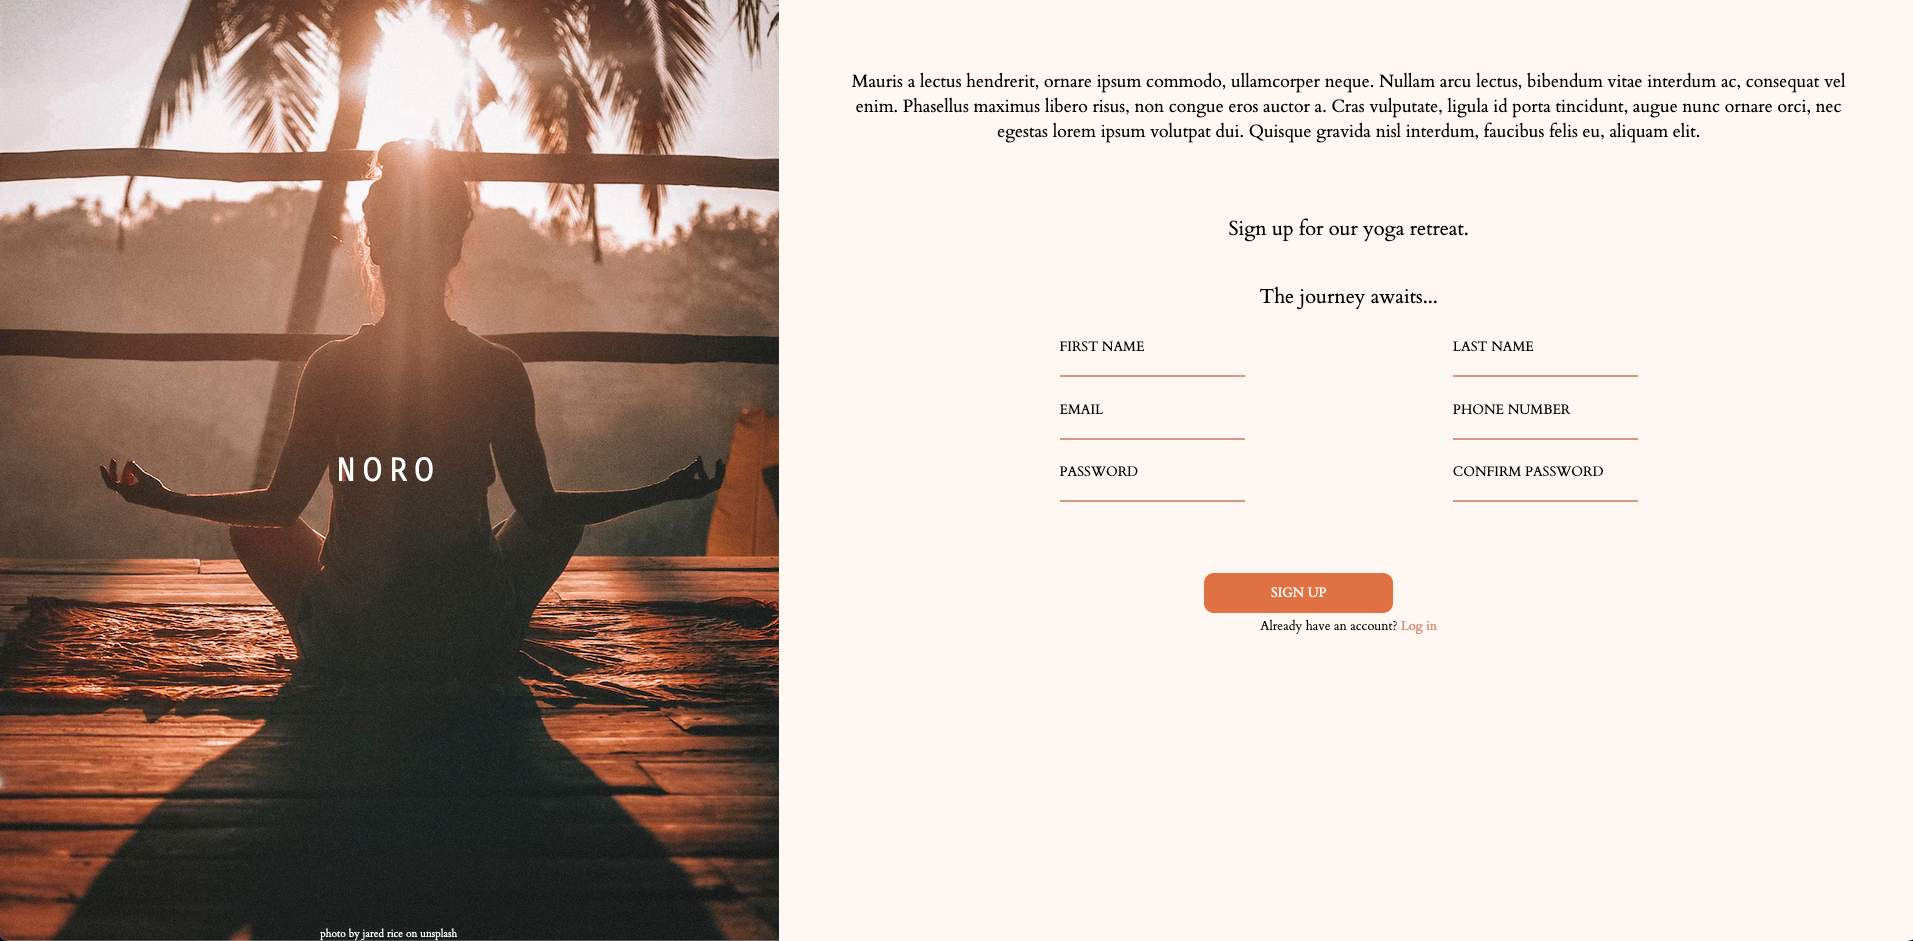 NORO
photo by jared rice on unsplash
Mauris a lectus hendrerit, ornare ipsum commodo, ullamcorper neque. Nullam arcu lectus, bibendum vitae interdum ac, consequat vel
enim. Phasellus maximus libero risus, non congue eros auctor a. Cras vulputate, ligula id porta tincidunt, augue nunc ornare orci, nec
egestas lorem ipsum volutpat dui. Quisque gravida nisl interdum, faucibus felis eu, aliquam elit.
Sign up for our yoga retreat.
The journey awaits...
FIRST NAME LAST NAME
EMAIL PHONE NUMBER
PASSWORD CONFIRM PASSWORD
SIGN UP
Already have an account? Log in